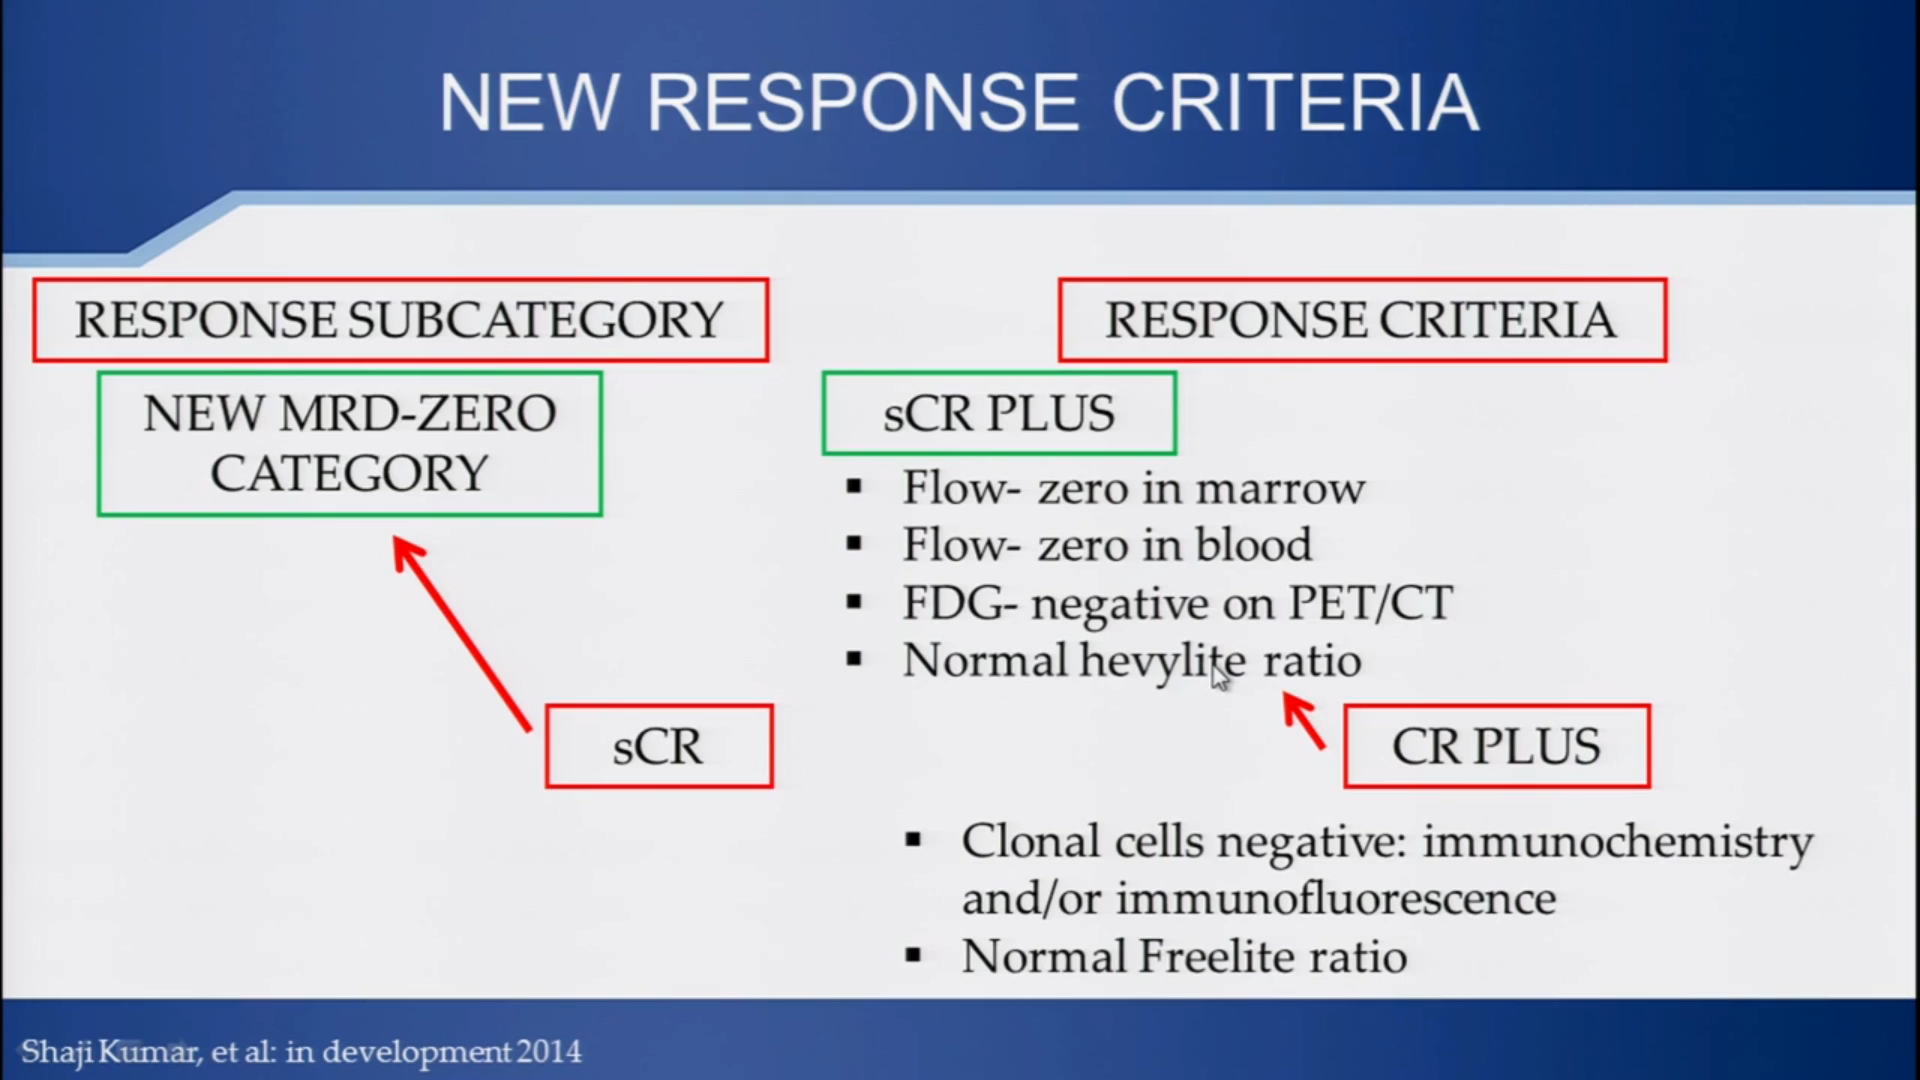 NEW RESPONSE CRITERIA
RESPONSE SUBCATEGORY
RESPONSE CRITERIA
NEW MRD-ZERO
CATEGORY
sCR PLUS
▪ Flow- zero in marrow
▪ Flow- zero in blood
▪ FDG- negative on PET/CT
▪ Normal hevylite ratio
sCR
CR PLUS
▪ Clonal cells negative: immunochemistry
and/or immunofluorescence
▪ Normal Freelite ratio
Shaji Kumar, et al: in development 2014